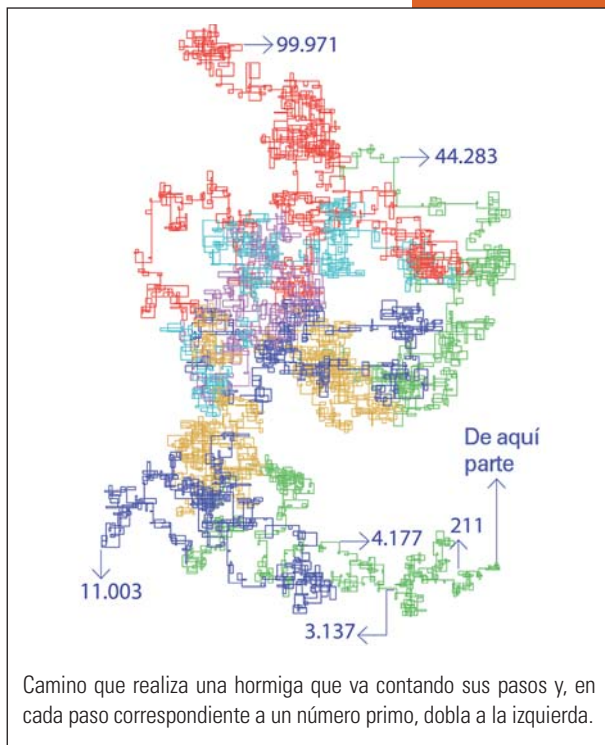 99.971
44.283
De aquí
parte
4.177
211
11.003
3.137
Camino que realiza una hormiga que va contando sus pasos y, en
cada paso correspondiente a un número primo, dobla a la izquierda.